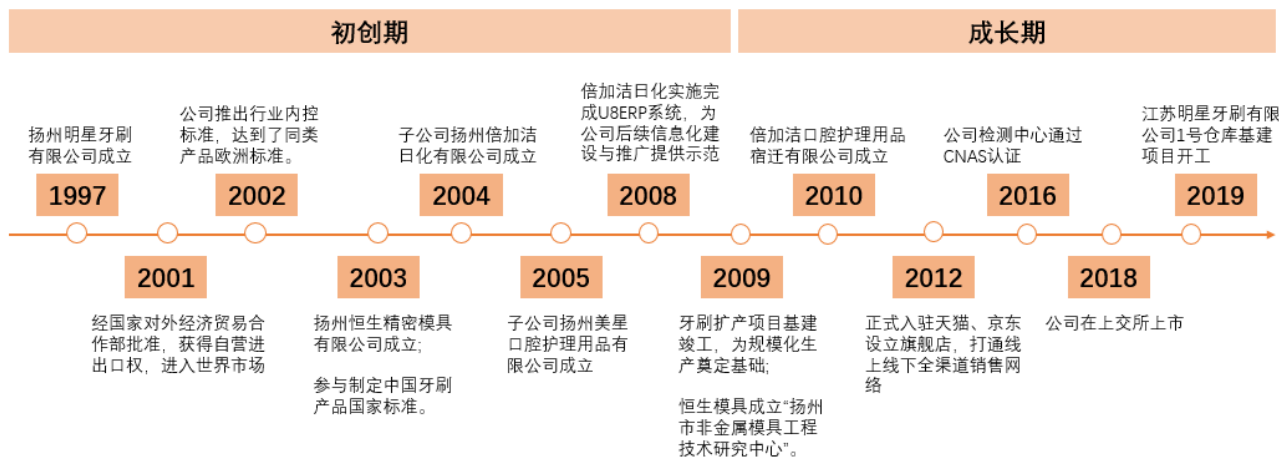 初创期
成长期
扬州明星牙刷
有限公司成立
1997
2001
经国家对外经济贸易合
作部批准，获得自营进
出口权，进入世界市场
公司推出行业内控
标准，达到了同类
产品欧洲标准。
2002
2003
扬州恒生精密模具
有限公司成立;
参与制定中国牙刷
产品国家标准。
子公司扬州倍加洁
日化有限公司成立
2004
2005
子公司扬州美星
口腔护理用品有
限公司成立
倍加洁日化实施完
成U8ERP系统，为
公司后续信息化建
设与推广提供示范
2008
2009
牙刷扩产项目基建
竣工，为规模化生
产奠定基础;
恒生模具成立“扬州
市非金属模具工程
技术研究中心”。
倍加洁口腔护理用品
宿迁有限公司成立
2010
2012
正式入驻天猫、京东
设立旗舰店，打通线
上线下全渠道销售网
络
公司检测中心通过
CNAS认证
2016
2018
公司在上交所上市
江苏明星牙刷有限
公司1号仓库基建
项目开工
2019